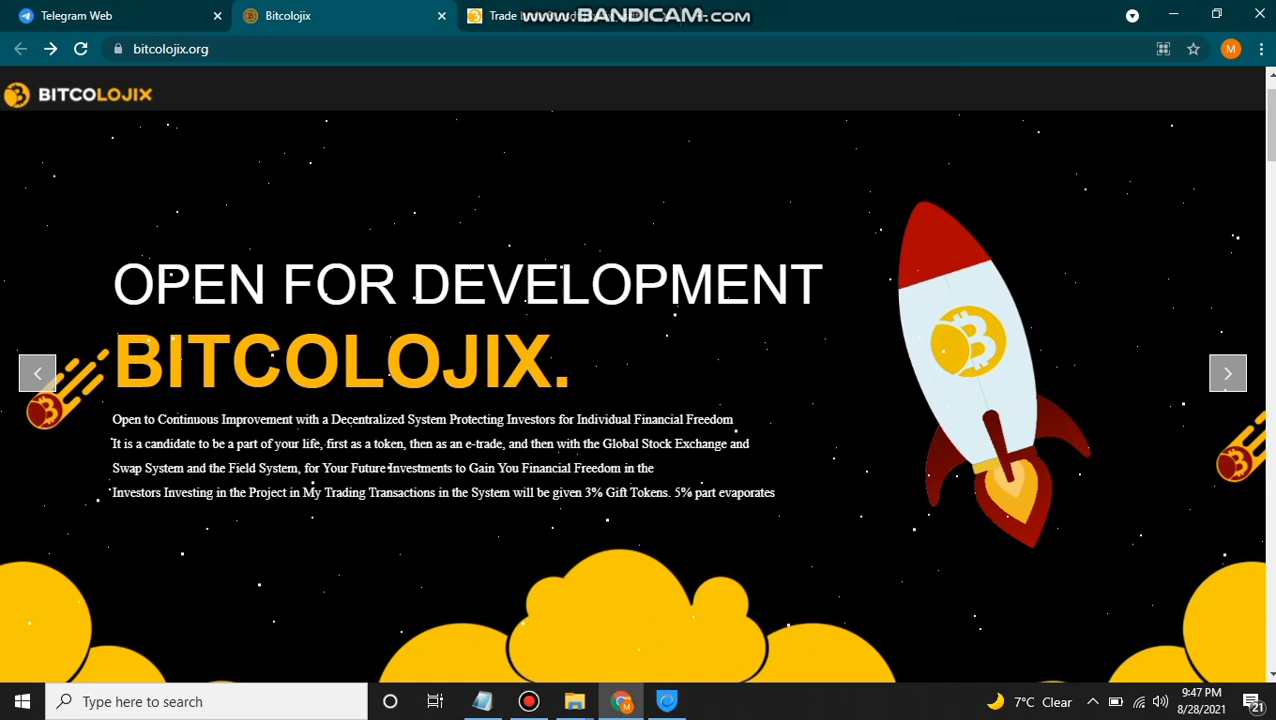 Telegram Web
Bitcolojix
Trade
www.BANDICAM.com
bitcolojix.org
M
BITCOLOJIX
OPEN FOR DEVELOPMENT
BITCOLOJIX.
Open to Continuous Improvement with a Decentralized System Protecting Investors for Individual Financial Freedom
It is a candidate to be a part of your life, first as a token, then as an e-trade, and then with the Global Stock Exchange and
Swap System and the Field System, for Your Future Investments to Gain You Financial Freedom in the
Investors Investing in the Project in My Trading Transactions in the System will be given 3% Gift Tokens. 5% part evaporates
Type here to search
M
7°C Clear
9:47 PM
8/28/2021
21